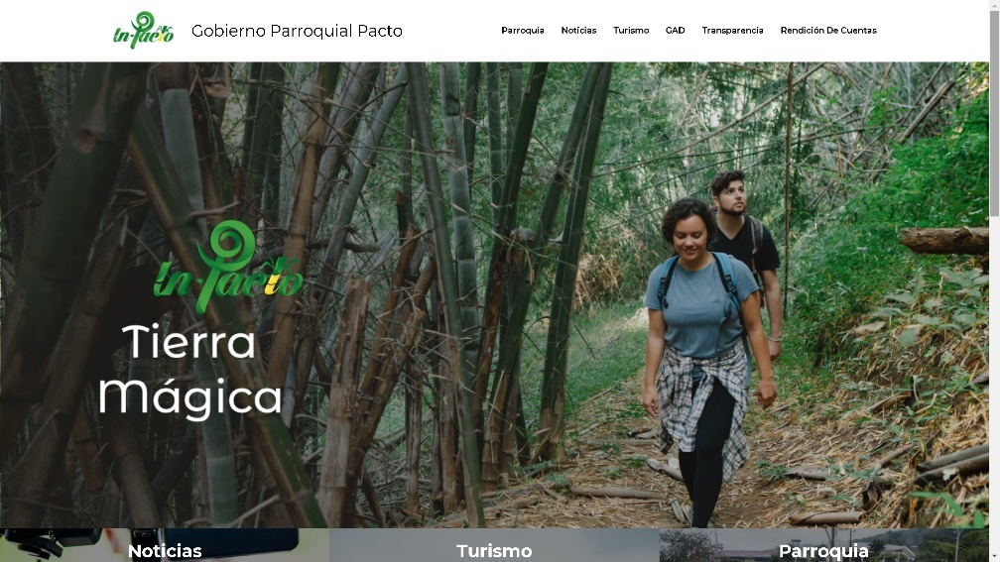 In-Pacto
Gobierno Parroquial Pacto
Parroquia
Noticias
Turismo
GAD
Transparencia
Rendición De Cuentas
In-Pacto
Tierra
Mágica
Noticias
Turismo
Parroquia